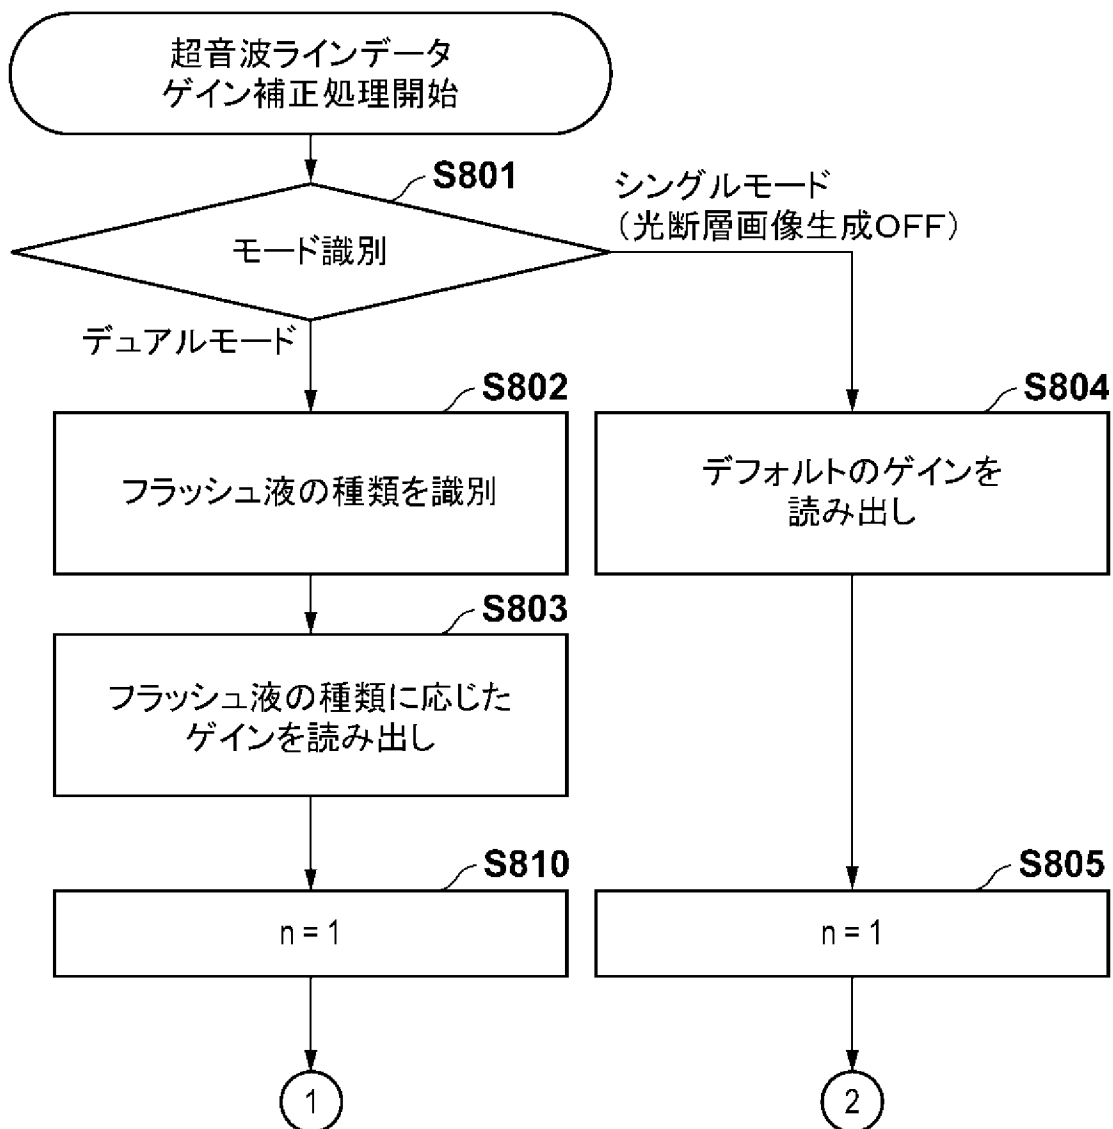 超音波ラインデータ
ゲイン補正処理開始
S801
モード識別
シングルモード
(光断層画像生成OFF)
デュアルモード
S802
フラッシュ液の種類を識別
S804
デフォルトのゲインを
読み出し
S803
フラッシュ液の種類に応じた
ゲインを読み出し
S810
n = 1
S805
n = 1
1
2